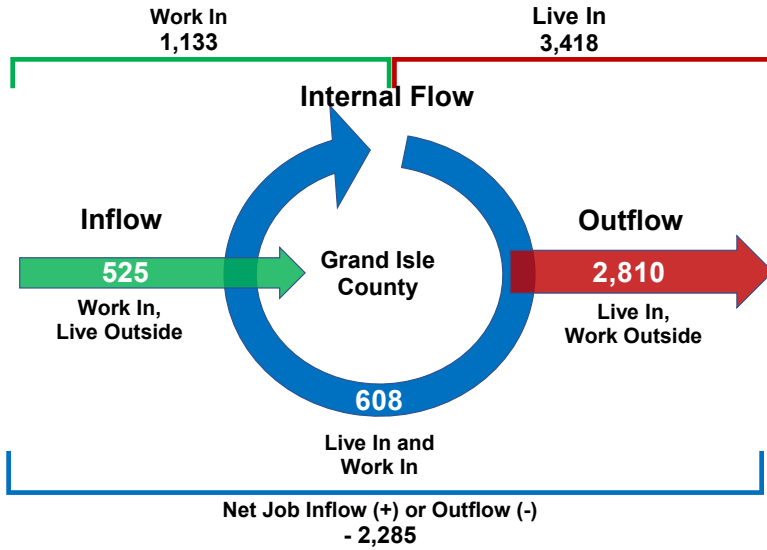 Work In
1,133
Live In
3,418
Internal Flow
Inflow
Outflow
525
Grand Isle
County
2,810
Work In,
Live Outside
Live In,
Work Outside
608
Live In and
Work In
Net Job Inflow (+) or Outflow (-)
- 2,285